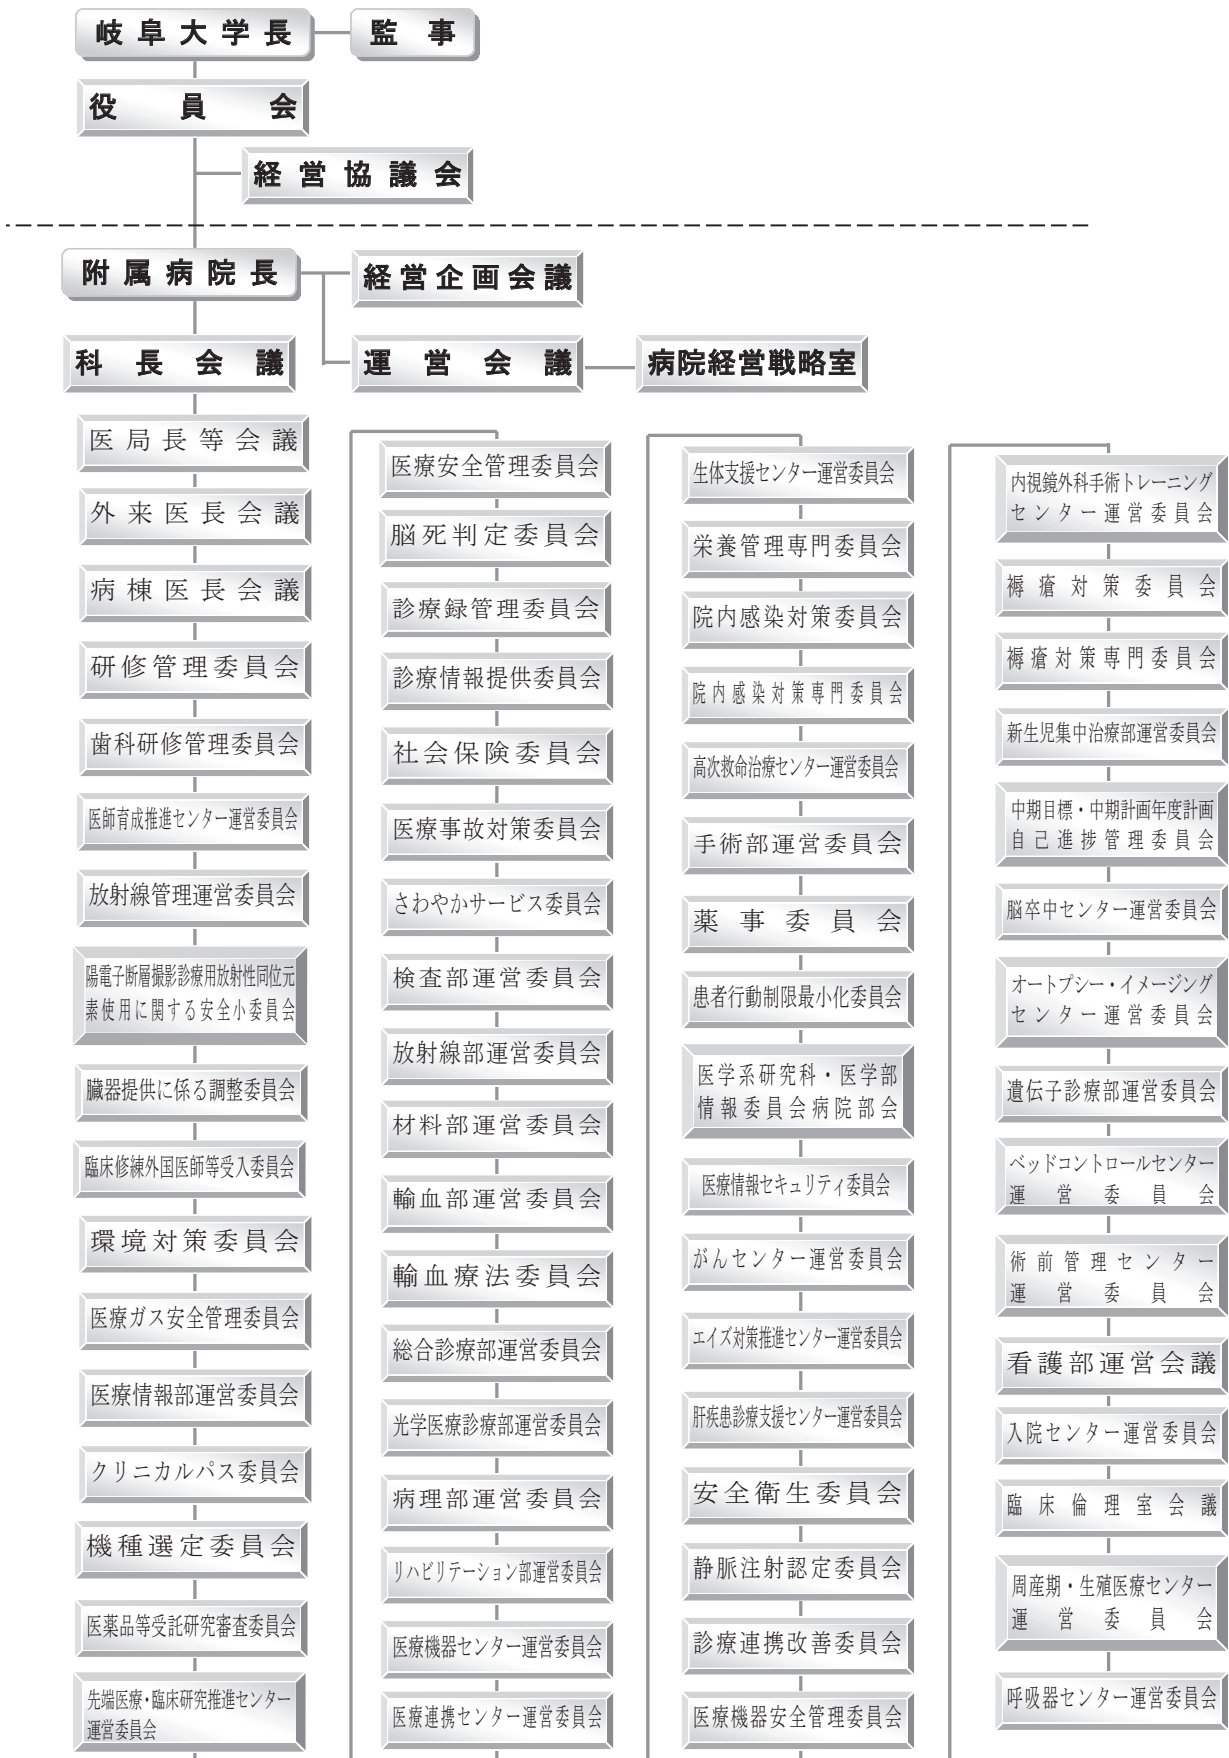 岐阜大学長
監事
役員会
経営協議会
附属病院長
経営企画会議
科長会議
運営会議
病院経営戦略室
医局長等会議
外来医長会議
病棟医長会議
研修管理委員会
歯科研修管理委員会
医師育成推進センター運営委員会
放射線管理運営委員会
陽電子断層撮影診療用放射性同位元
素使用に関する安全小委員会
臓器提供に係る調整委員会
臨床修練外国医師等受入委員会
環境対策委員会
医療ガス安全管理委員会
医療情報部運営委員会
クリニカルパス委員会
機種選定委員会
医薬品等受託研究審査委員会
先端医療・臨床研究推進センター
運営委員会
医療安全管理委員会
脳死判定委員会
診療録管理委員会
診療情報提供委員会
社会保険委員会
医療事故対策委員会
さわやかサービス委員会
検査部運営委員会
放射線部運営委員会
材料部運営委員会
輸血部運営委員会
輸血療法委員会
総合診療部運営委員会
光学医療診療部運営委員会
病理部運営委員会
リハビリテーション部運営委員会
医療機器センター運営委員会
医療連携センター運営委員会
生体支援センター運営委員会
栄養管理専門委員会
院内感染対策委員会
院内感染対策専門委員会
高次救命治療センター運営委員会
手術部運営委員会
薬事委員会
患者行動制限最小化委員会
医学系研究科・医学部
情報委員会病院部会
医療情報セキュリティ委員会
がんセンター運営委員会
エイズ対策推進センター運営委員会
肝疾患診療支援センター運営委員会
安全衛生委員会
静脈注射認定委員会
診療連携改善委員会
医療機器安全管理委員会
内視鏡外科手術トレーニング
センター運営委員会
褥瘡対策委員会
褥瘡対策専門委員会
新生児集中治療部運営委員会
中期目標・中期計画年度計画
自己進捗管理委員会
脳卒中センター運営委員会
オートプシー・イメージング
センター運営委員会
遺伝子診療部運営委員会
ベッドコントロールセンター
運営委員会
術前管理センター
運営委員会
看護部運営会議
入院センター運営委員会
臨床倫理室会議
周産期・生殖医療センター
運営委員会
呼吸器センター運営委員会